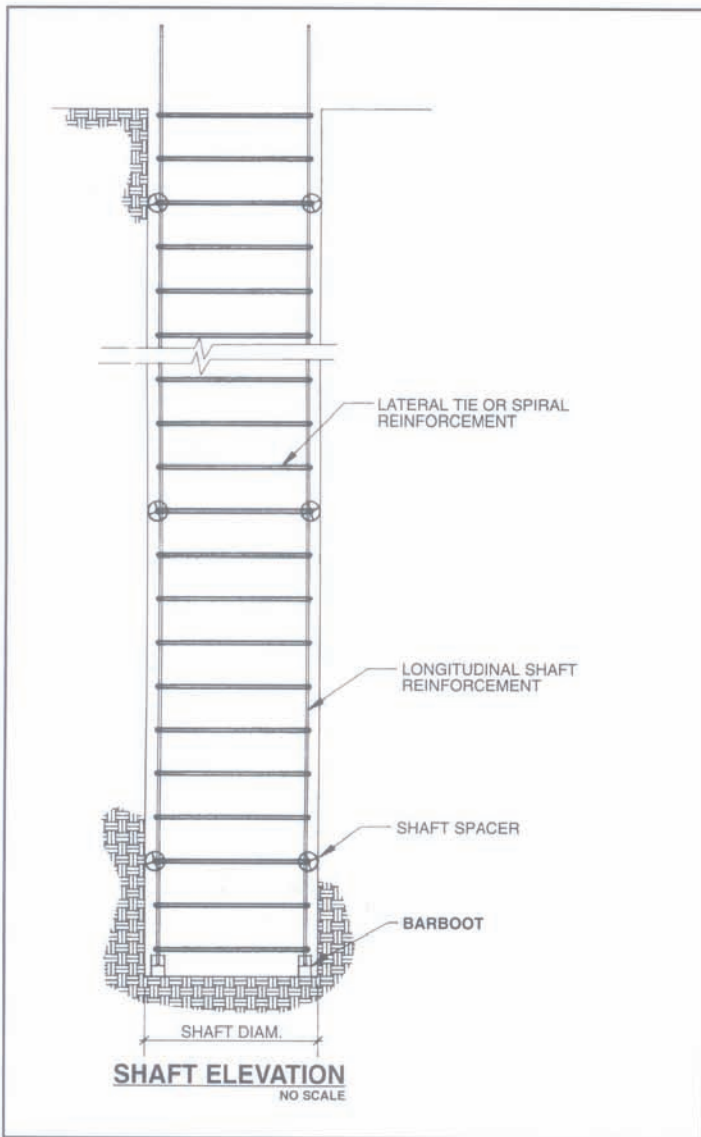 LATERAL TIE OR SPIRAL
REINFORCEMENT
LONGITUDINAL SHAFT
REINFORCEMENT
SHAFT SPACER
BARBOOT
SHAFT DIAM.
SHAFT ELEVATION
NO SCALE